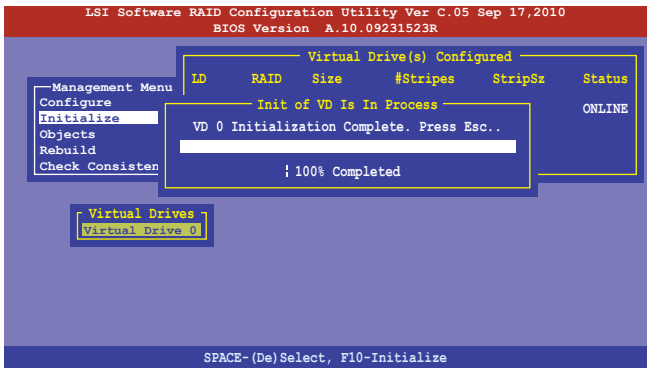 LSI Software RAID Configuration Utility Ver C.05 Sep 17,2010
BIOS Version A.10.09231523R
Virtual Drive(s) Configured
LD RAID Size #Stripes StripSz Status
ONLINE
Management Menu
Configure
Initialize
Objects
Rebuild
Check Consisten
Init of VD Is In Process
VD 0 Initialization Complete. Press Esc..
100% Completed
Virtual Drives
Virtual Drive 0
SPACE-(De)Select, F10-Initialize